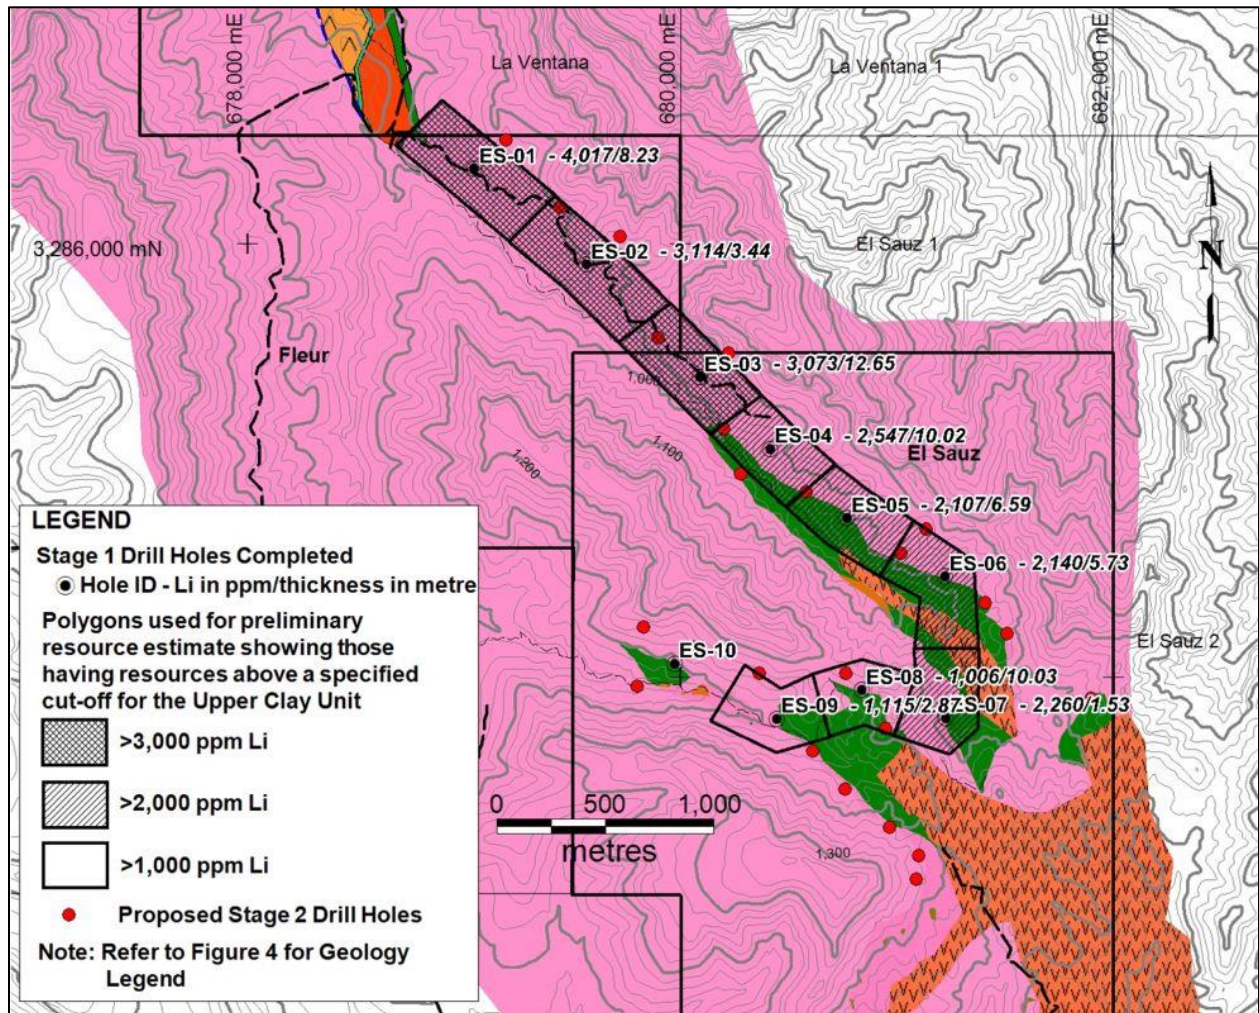 678,000 mE
La Ventana
680,000 mE
La Ventana 1
682,000 mE
ES-01 - 4,017/8.23
3,286,000 mN
ES-02 - 3,114/3.44
El Sauz 1
N
Fleur
ES-03 - 3,073/12.65
1,000
ES-04 - 2,547/10.02
1,100
El Sauz
1,200
ES-05 - 2,107/6.59
ES-06 - 2,140/5.73
El Sauz 2
ES-10
ES-08 - 1,006/10.03
ES-09 - 1,115/2.87
S-07 - 2,260/1.53
1,300
LEGEND
Stage 1 Drill Holes Completed
Hole ID - Li in ppm/thickness in metre
Polygons used for preliminary
resource estimate showing those
having resources above a specified
cut-off for the Upper Clay Unit
>3,000 ppm Li
>2,000 ppm Li
>1,000 ppm Li
Proposed Stage 2 Drill Holes
Note: Refer to Figure 4 for Geology
Legend
0 500 1,000
metres